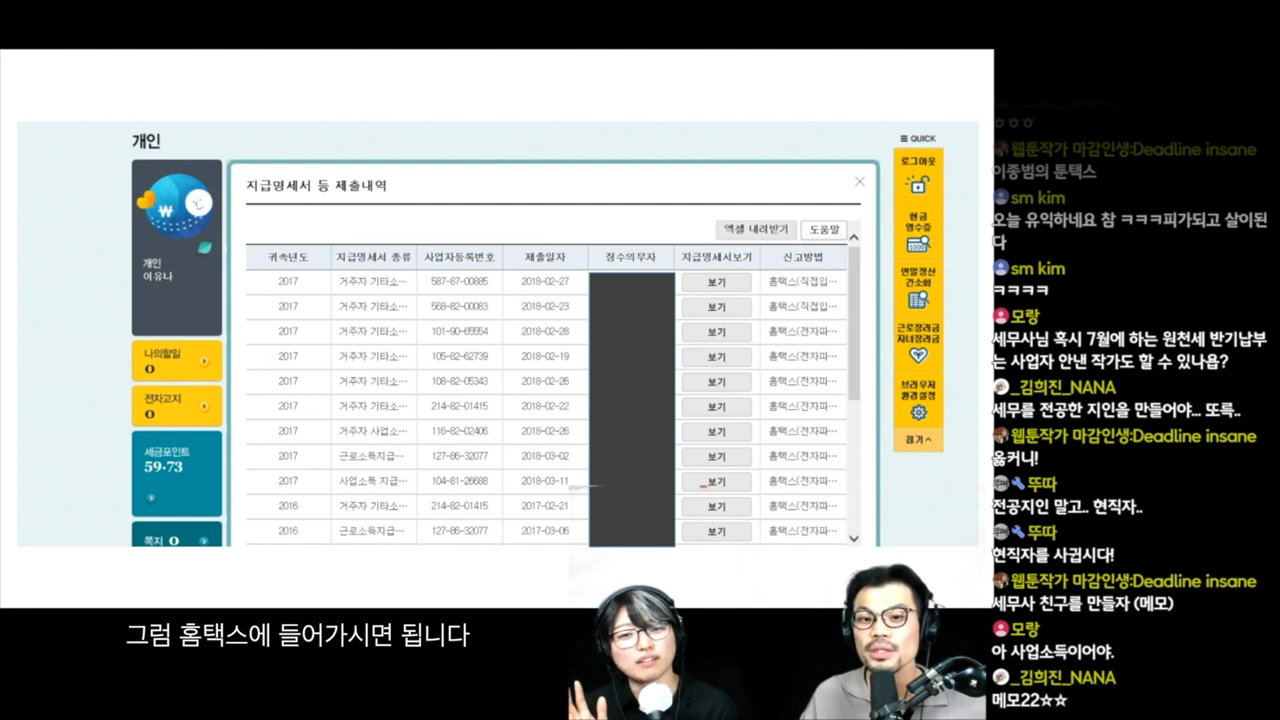 개인
개인
이유나
나의할일
0
전자고지
0
세금포인트
59.73
쪽지 0
지급명세서 등 제출내역
엑셀 내려받기 도움말
귀속년도 지급명세서 종류 사업자등록번호 제출일자 징수의무자 지급명세서보기 신고방법
2017 거주자 기타소… 587-87-00885 2018-02-27 보기 홈택스(직접입…
2017 거주자 기타소… 568-82-00083 2018-02-23 보기 홈택스(직접입…
2017 거주자 기타소… 101-90-65554 2018-02-28 보기 홈택스(전자파…
2017 거주자 기타소… 105-82-62739 2018-02-19 보기 홈택스(전자파…
2017 거주자 기타소… 108-82-05343 2018-02-26 보기 홈택스(전자파…
2017 거주자 기타소… 214-82-01415 2018-02-22 보기 홈택스(전자파…
2017 거주자 사업소… 116-82-02406 2018-02-26 보기 홈택스(전자파…
2017 근로소득지급… 127-86-32077 2018-03-02 보기 홈택스(전자파…
2017 사업소득 지급… 104-81-26688 2018-03-11 보기 홈택스(전자파…
2016 거주자 기타소… 214-82-01415 2017-02-21 보기 홈택스(전자파…
2016 근로소득지급… 127-86-32077 2017-03-06 보기 홈택스(전자파…
QUICK
로그아웃
현금
영수증
연말정산
간소화
근로장려금
자녀장려금
브라우저
환경설정
접기
ㅎㅎㅎ
웹툰작가 마감인생:Deadline insane
이종범의 툰택스
sm kim
오늘 유익하네요 참 ㅋㅋㅋ피가되고 살이된
다
sm kim
ㅋㅋㅋㅋ
모랑
세무사님 혹시 7월에 하는 원천세 반기납부
는 사업자 안낸 작가도 할 수 있나욤?
_김희진_NANA
세무를 전공한 지인을 만들어야... 또륵..
웹툰작가 마감인생:Deadline insane
옳커니!
뚜따
전공지인 말고.. 현직자..
뚜따
현직자를 사귑시다!
웹툰작가 마감인생:Deadline insane
세무사 친구를 만들자 (메모)
모랑
아 사업소득이어야.
_김희진_NANA
메모22☆☆
그럼 홈택스에 들어가시면 됩니다